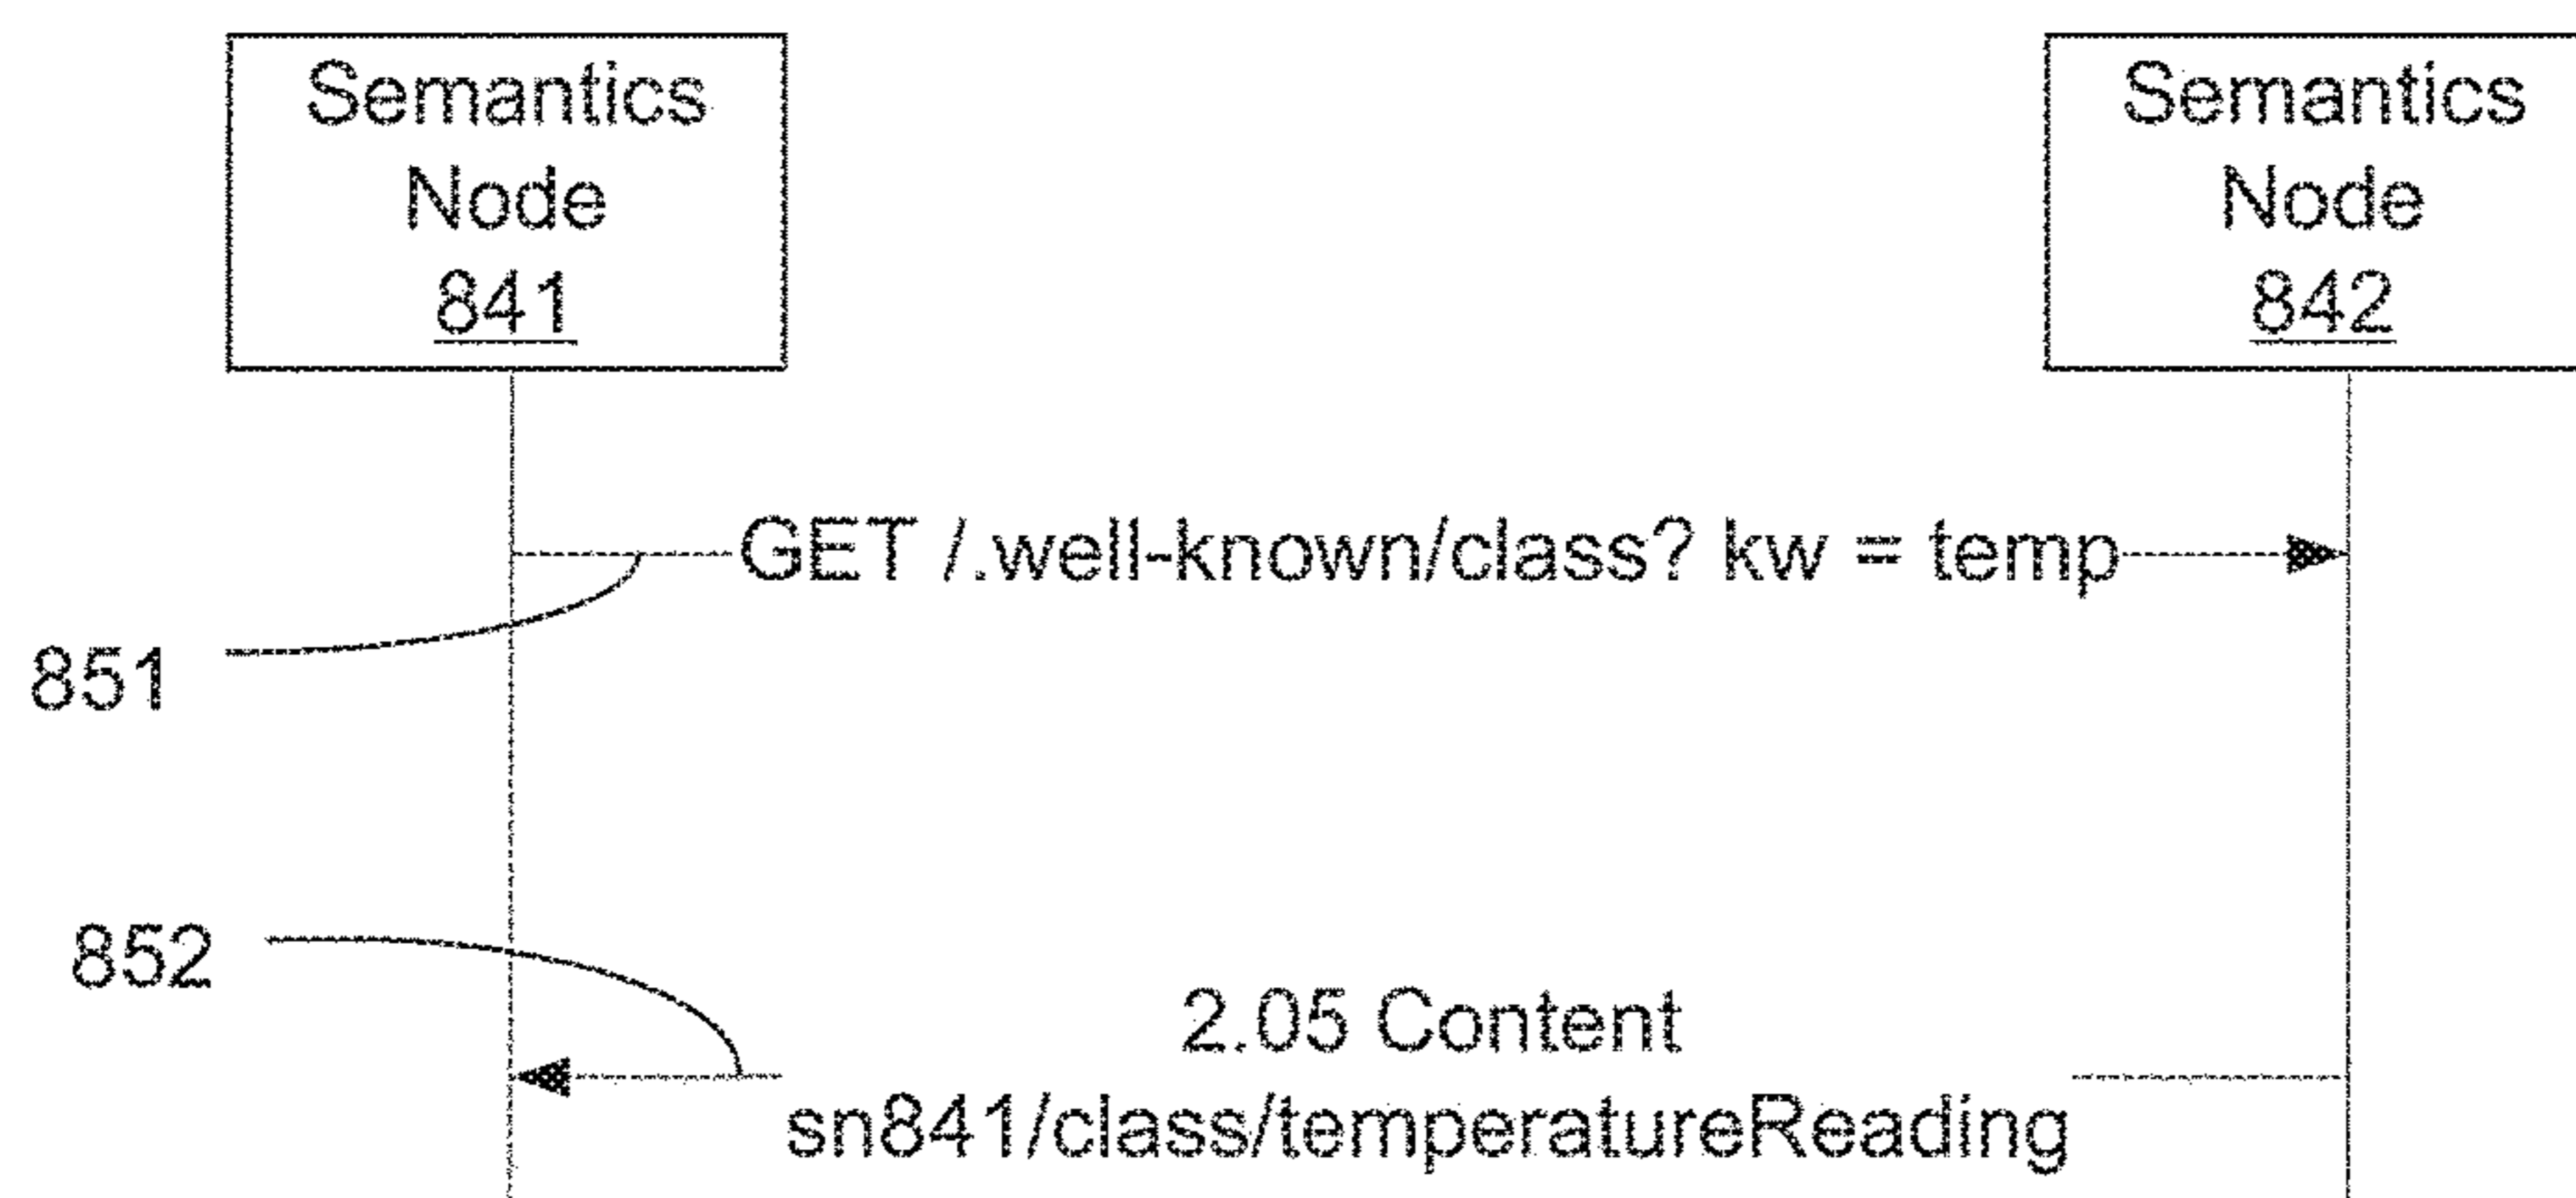 Semantics
Node
841
Semantics
Node
842
GET /.well-known/class? kw = temp
851
852
2.05 Content
sn841/class/temperatureReading